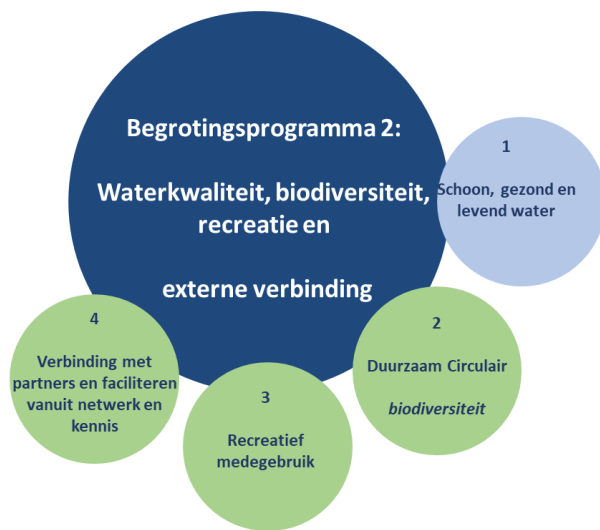 Begrotingsprogramma 2:
Waterkwaliteit, biodiversiteit,
recreatie en
externe verbinding
1
Schoon, gezond en
levend water
2
Duurzaam Circulair
biodiversiteit
3
Recreatief
medegebruik
4
Verbinding met
partners en faciliteren
vanuit netwerk en
kennis